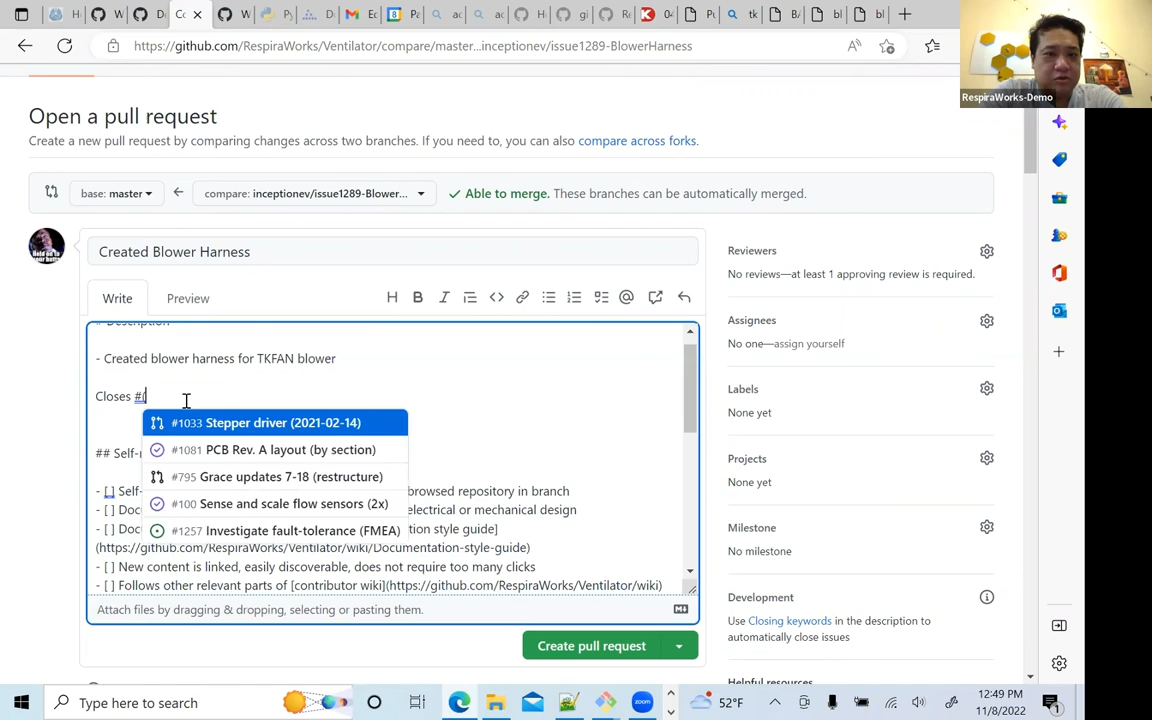 https://github.com/RespiraWorks/Ventilator/compare/master...inceptionev/issue1289-BlowerHarness
RespiraWorks-Demo
Open a pull request
Create a new pull request by comparing changes across two branches. If you need to, you can also compare across forks.
base: master
compare: inceptionev/issue1289-Blower...
Able to merge. These branches can be automatically merged.
Created Blower Harness
Write
Preview
- Created blower harness for TKFAN blower
Closes #(
#1033 Stepper driver (2021-02-14)
#1081 PCB Rev. A layout (by section)
#795 Grace updates 7-18 (restructure)
#100 Sense and scale flow sensors (2x)
#1257 Investigate fault-tolerance (FMEA)
## Self-
- [ ] Self- browsed repository in branch
- [ ] Doc electrical or mechanical design
- [ ] Doc tion style guide]
(https://github.com/RespiraWorks/Ventilator/wiki/Documentation-style-guide)
- [ ] New content is linked, easily discoverable, does not require too many clicks
- [ ] Follows other relevant parts of [contributor wiki](https://github.com/RespiraWorks/Ventilator/wiki)
Attach files by dragging & dropping, selecting or pasting them.
Create pull request
Reviewers
No reviews—at least 1 approving review is required.
Assignees
No one—assign yourself
Labels
None yet
Projects
None yet
Milestone
No milestone
Development
Use Closing keywords in the description to
automatically close issues
Helpful resources
Type here to search
52°F
12:49 PM
11/8/2022